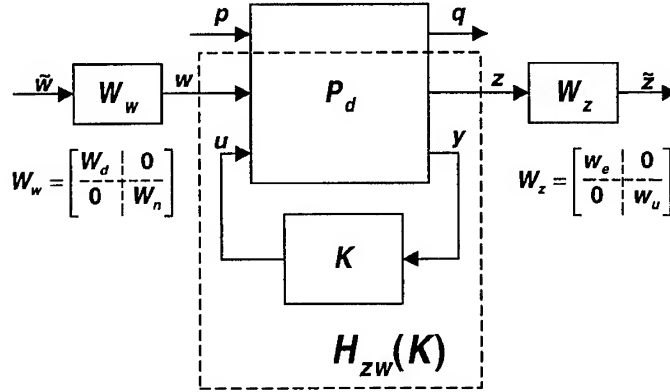 p q
w̃ W_w w P_d z W_z z̃
u y
W_w = [ W_d | 0 ; 0 | W_n ]
W_z = [ w_e | 0 ; 0 | w_u ]
K
H_zw(K)